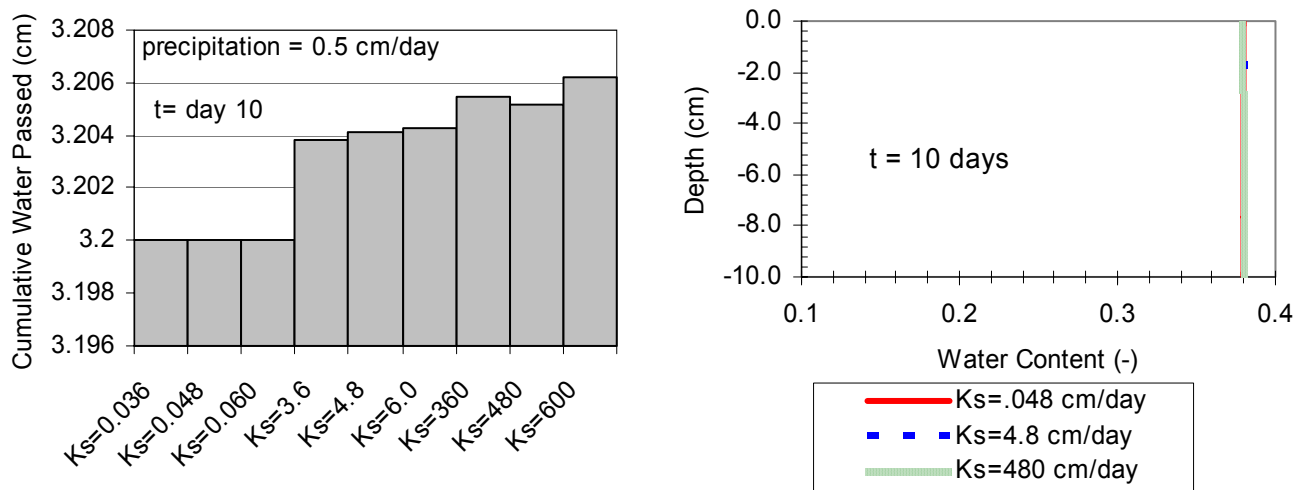 Cumulative Water Passed (cm)
3.208
3.206
3.204
3.202
3.2
3.198
3.196
precipitation = 0.5 cm/day
t= day 10
Ks=0.036
Ks=0.048
Ks=0.060
Ks=3.6
Ks=4.8
Ks=6.0
Ks=360
Ks=480
Ks=600
Depth (cm)
0.0
-2.0
-4.0
-6.0
-8.0
-10.0
t = 10 days
0.1
0.2
0.3
0.4
Water Content (-)
Ks=.048 cm/day
Ks=4.8 cm/day
Ks=480 cm/day